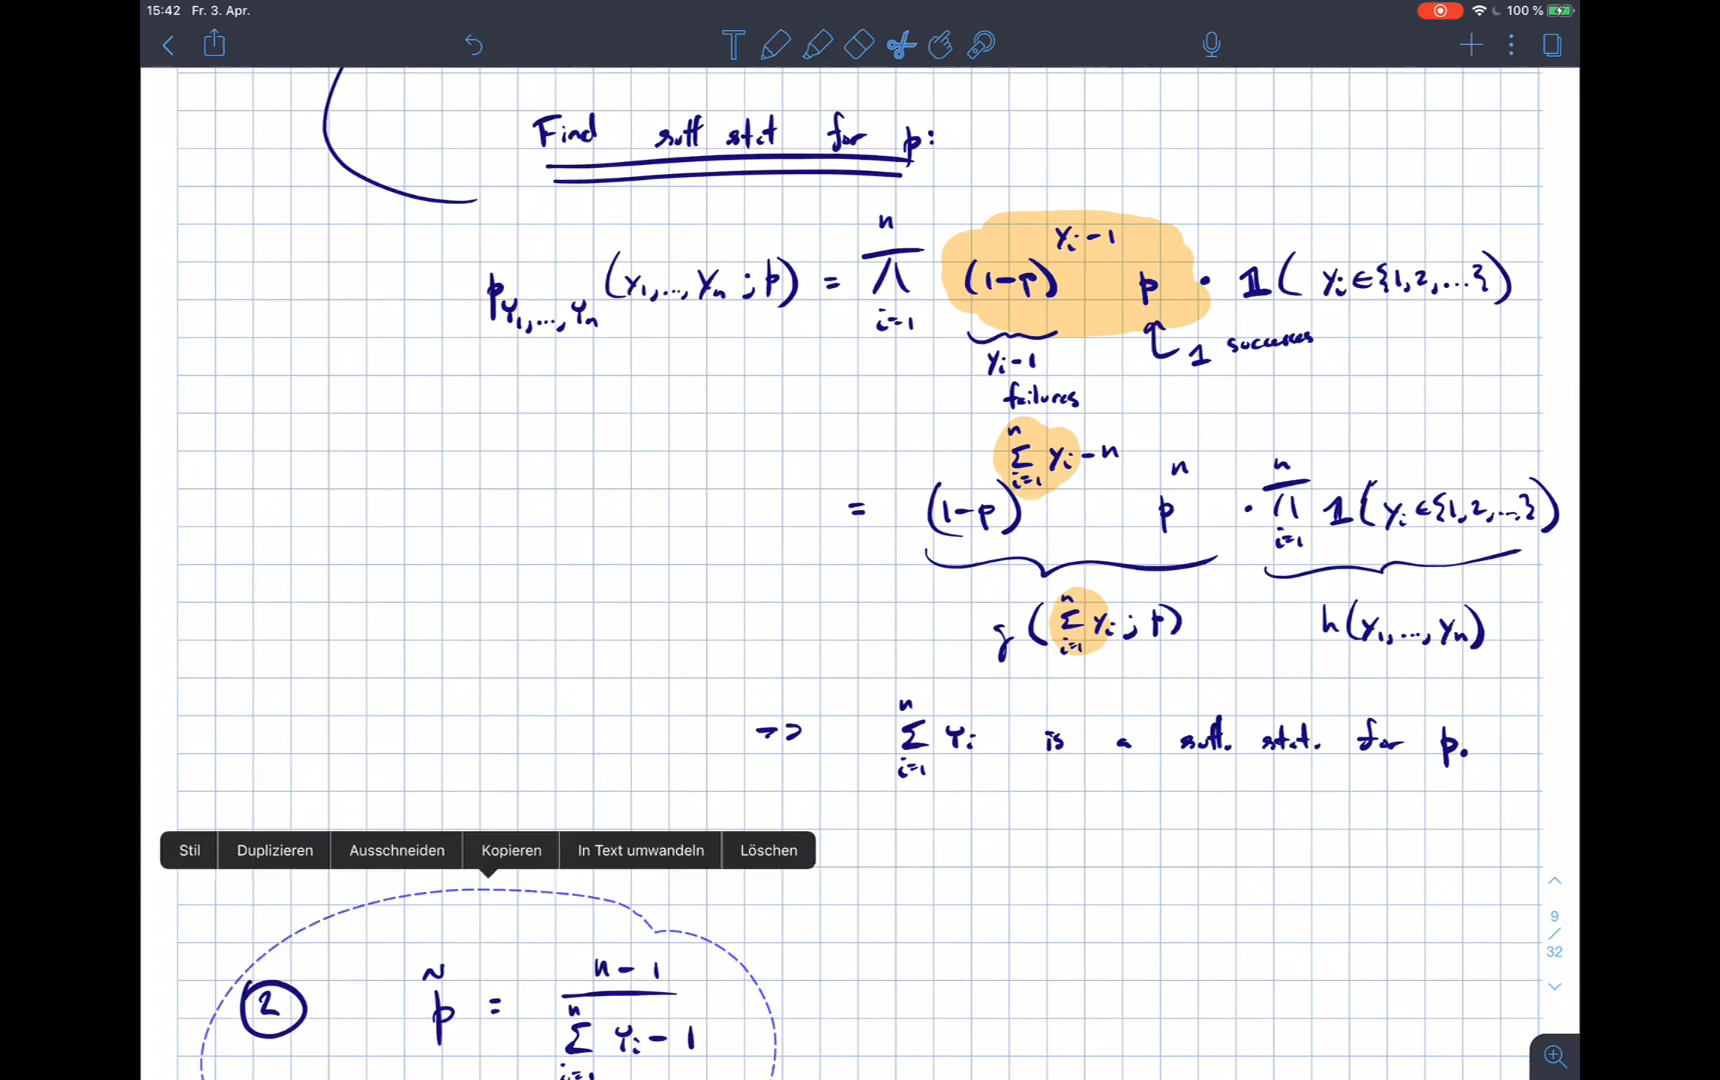 15:42 Fr. 3. Apr. 100 %
Find suff stat for p:
p_{Y_1,...,Y_n} (y_1,...,y_n ; p) = ∏_{i=1}^{n} (1-p)^{y_i-1} p · 𝟙( y_i ∈ {1,2,...})
y_i-1 failures
1 success
= (1-p)^{∑_{i=1}^{n} y_i - n} p^n · ∏_{i=1}^{n} 𝟙( y_i ∈ {1,2,...})
g ( ∑_{i=1}^{n} y_i ; p) h(y_1,...,y_n)
=> ∑_{i=1}^{n} Y_i is a suff. stat. for p.
Stil Duplizieren Ausschneiden Kopieren In Text umwandeln Löschen
9
/
32
2 p̃ = n-1
∑_{i=1}^{n} Y_i - 1